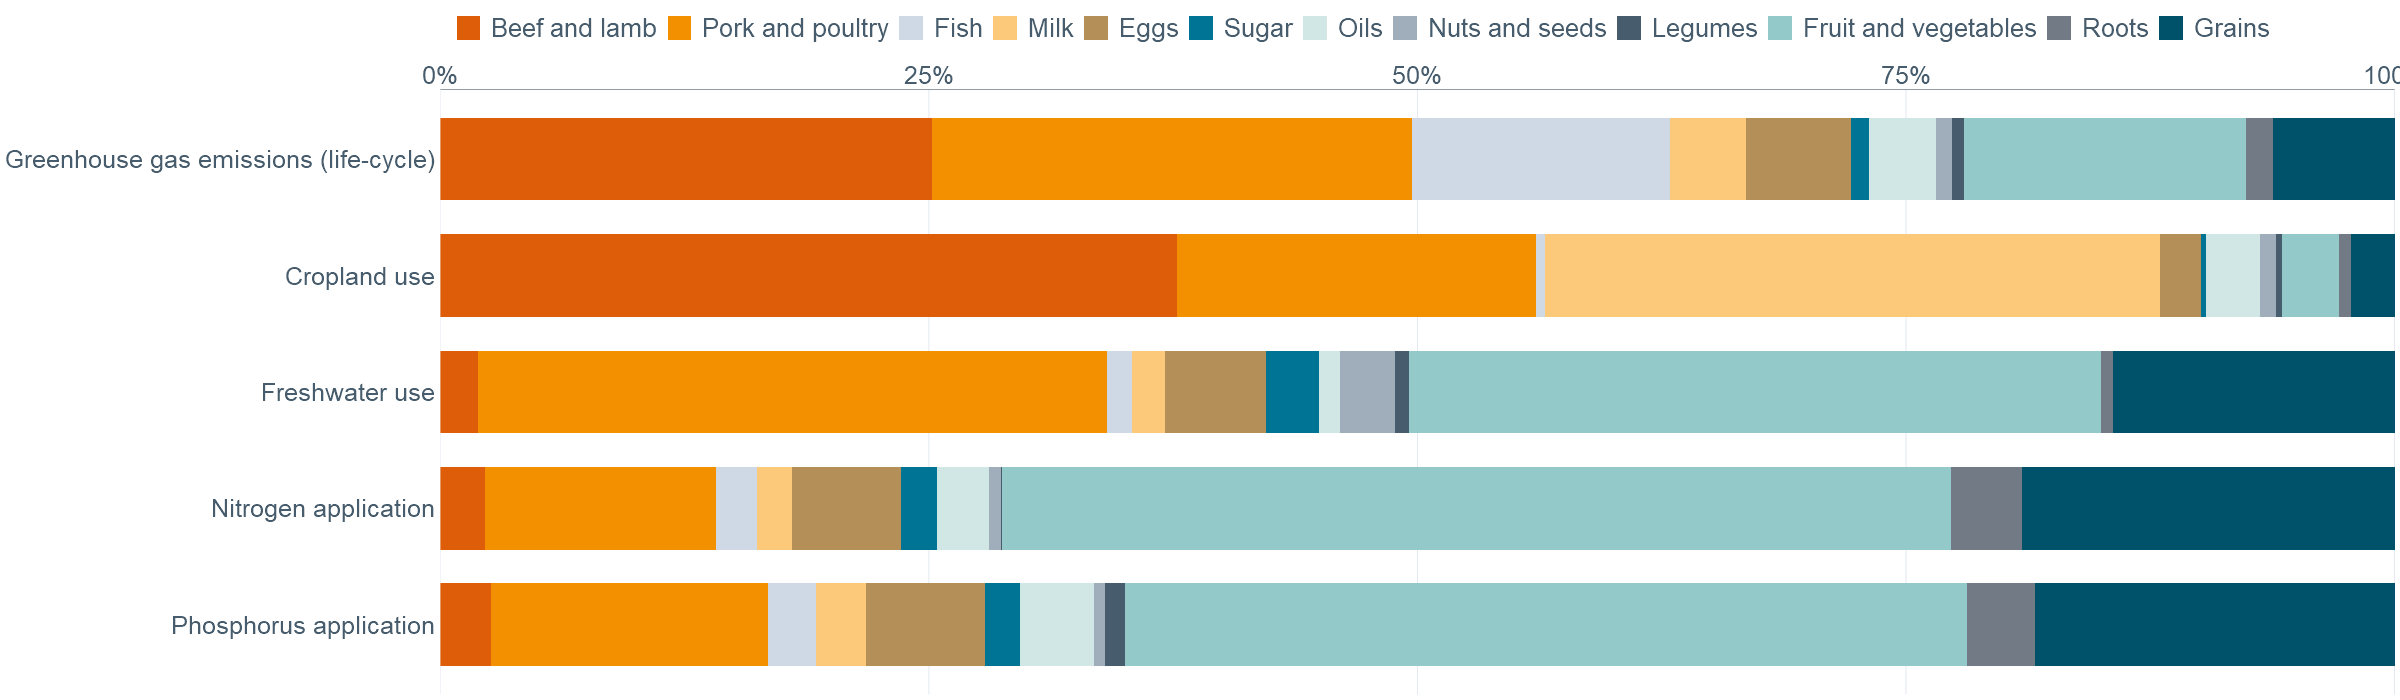 Beef and lamb Pork and poultry Fish Milk Eggs Sugar Oils Nuts and seeds Legumes Fruit and vegetables Roots Grains
0% 25% 50% 75% 100
Greenhouse gas emissions (life-cycle)
Cropland use
Freshwater use
Nitrogen application
Phosphorus application